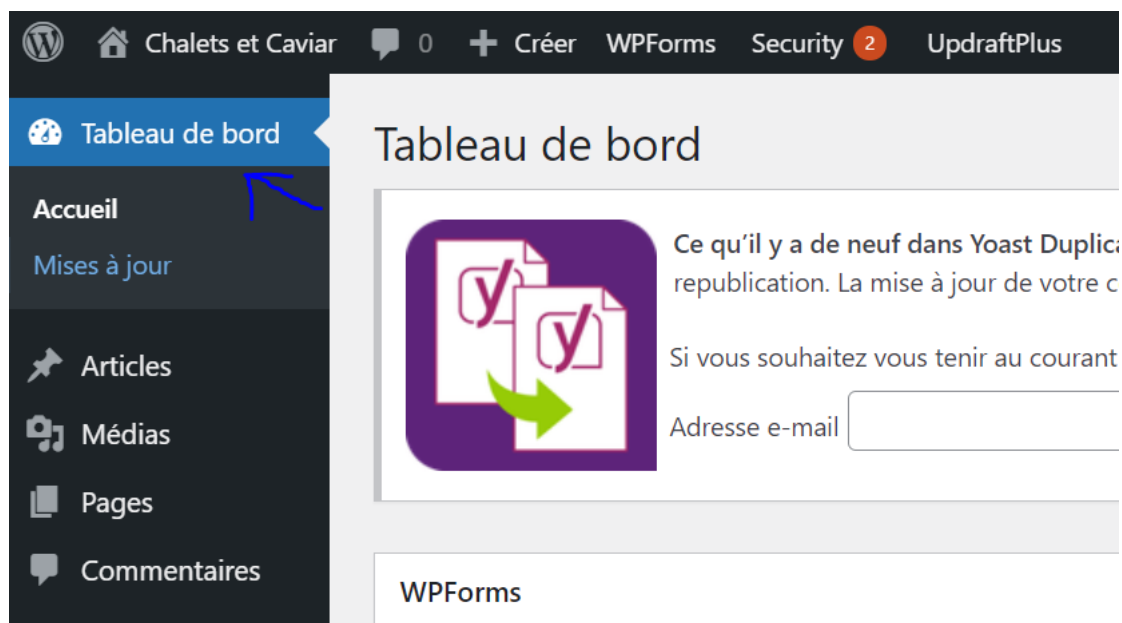 Chalets et Caviar 0 Créer WPForms Security 2 UpdraftPlus
Tableau de bord
Accueil
Mises à jour
Articles
Médias
Pages
Commentaires
Tableau de bord
Ce qu'il y a de neuf dans Yoast Duplica
republication. La mise à jour de votre c
Si vous souhaitez vous tenir au courant
Adresse e-mail
WPForms